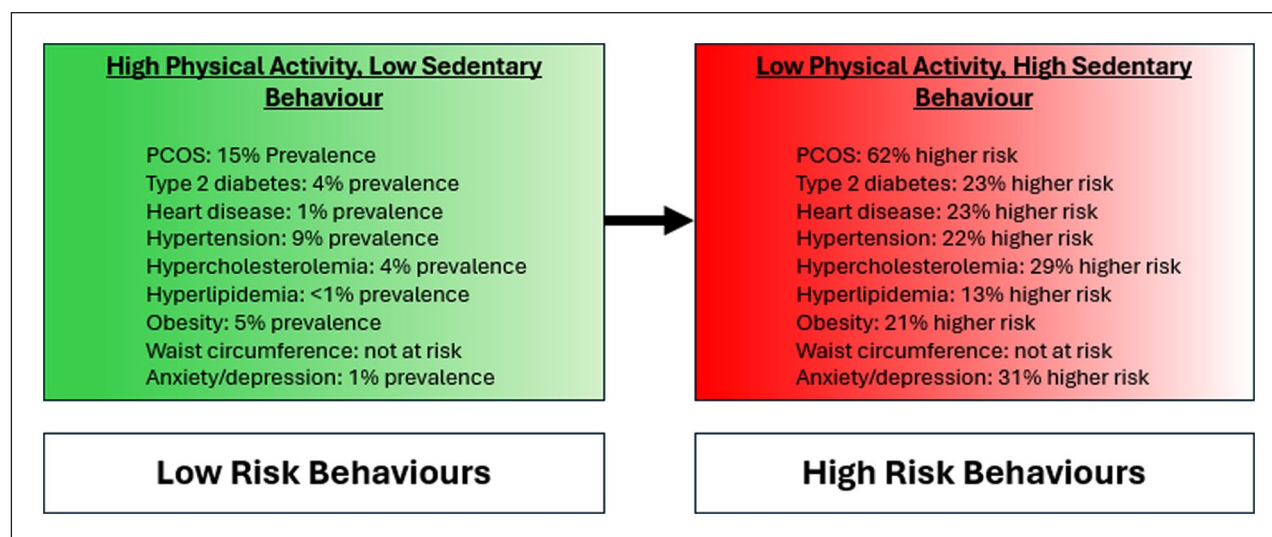 High Physical Activity, Low Sedentary
Behaviour
PCOS: 15% Prevalence
Type 2 diabetes: 4% prevalence
Heart disease: 1% prevalence
Hypertension: 9% prevalence
Hypercholesterolemia: 4% prevalence
Hyperlipidemia: <1% prevalence
Obesity: 5% prevalence
Waist circumference: not at risk
Anxiety/depression: 1% prevalence
Low Risk Behaviours
Low Physical Activity, High Sedentary
Behaviour
PCOS: 62% higher risk
Type 2 diabetes: 23% higher risk
Heart disease: 23% higher risk
Hypertension: 22% higher risk
Hypercholesterolemia: 29% higher risk
Hyperlipidemia: 13% higher risk
Obesity: 21% higher risk
Waist circumference: not at risk
Anxiety/depression: 31% higher risk
High Risk Behaviours